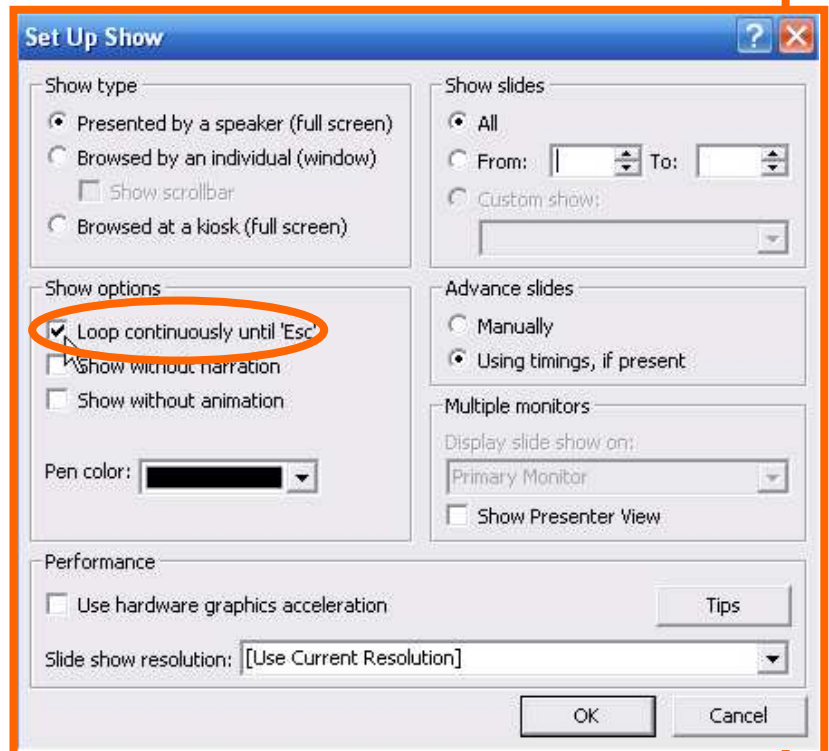 Set Up Show
Show type
Presented by a speaker (full screen)
Browsed by an individual (window)
Show scrollbar
Browsed at a kiosk (full screen)
Show slides
All
From: To:
Custom show:
Show options
Loop continuously until 'Esc'
Show without narration
Show without animation
Pen color:
Advance slides
Manually
Using timings, if present
Multiple monitors
Display slide show on:
Primary Monitor
Show Presenter View
Performance
Use hardware graphics acceleration
Tips
Slide show resolution: [Use Current Resolution]
OK Cancel